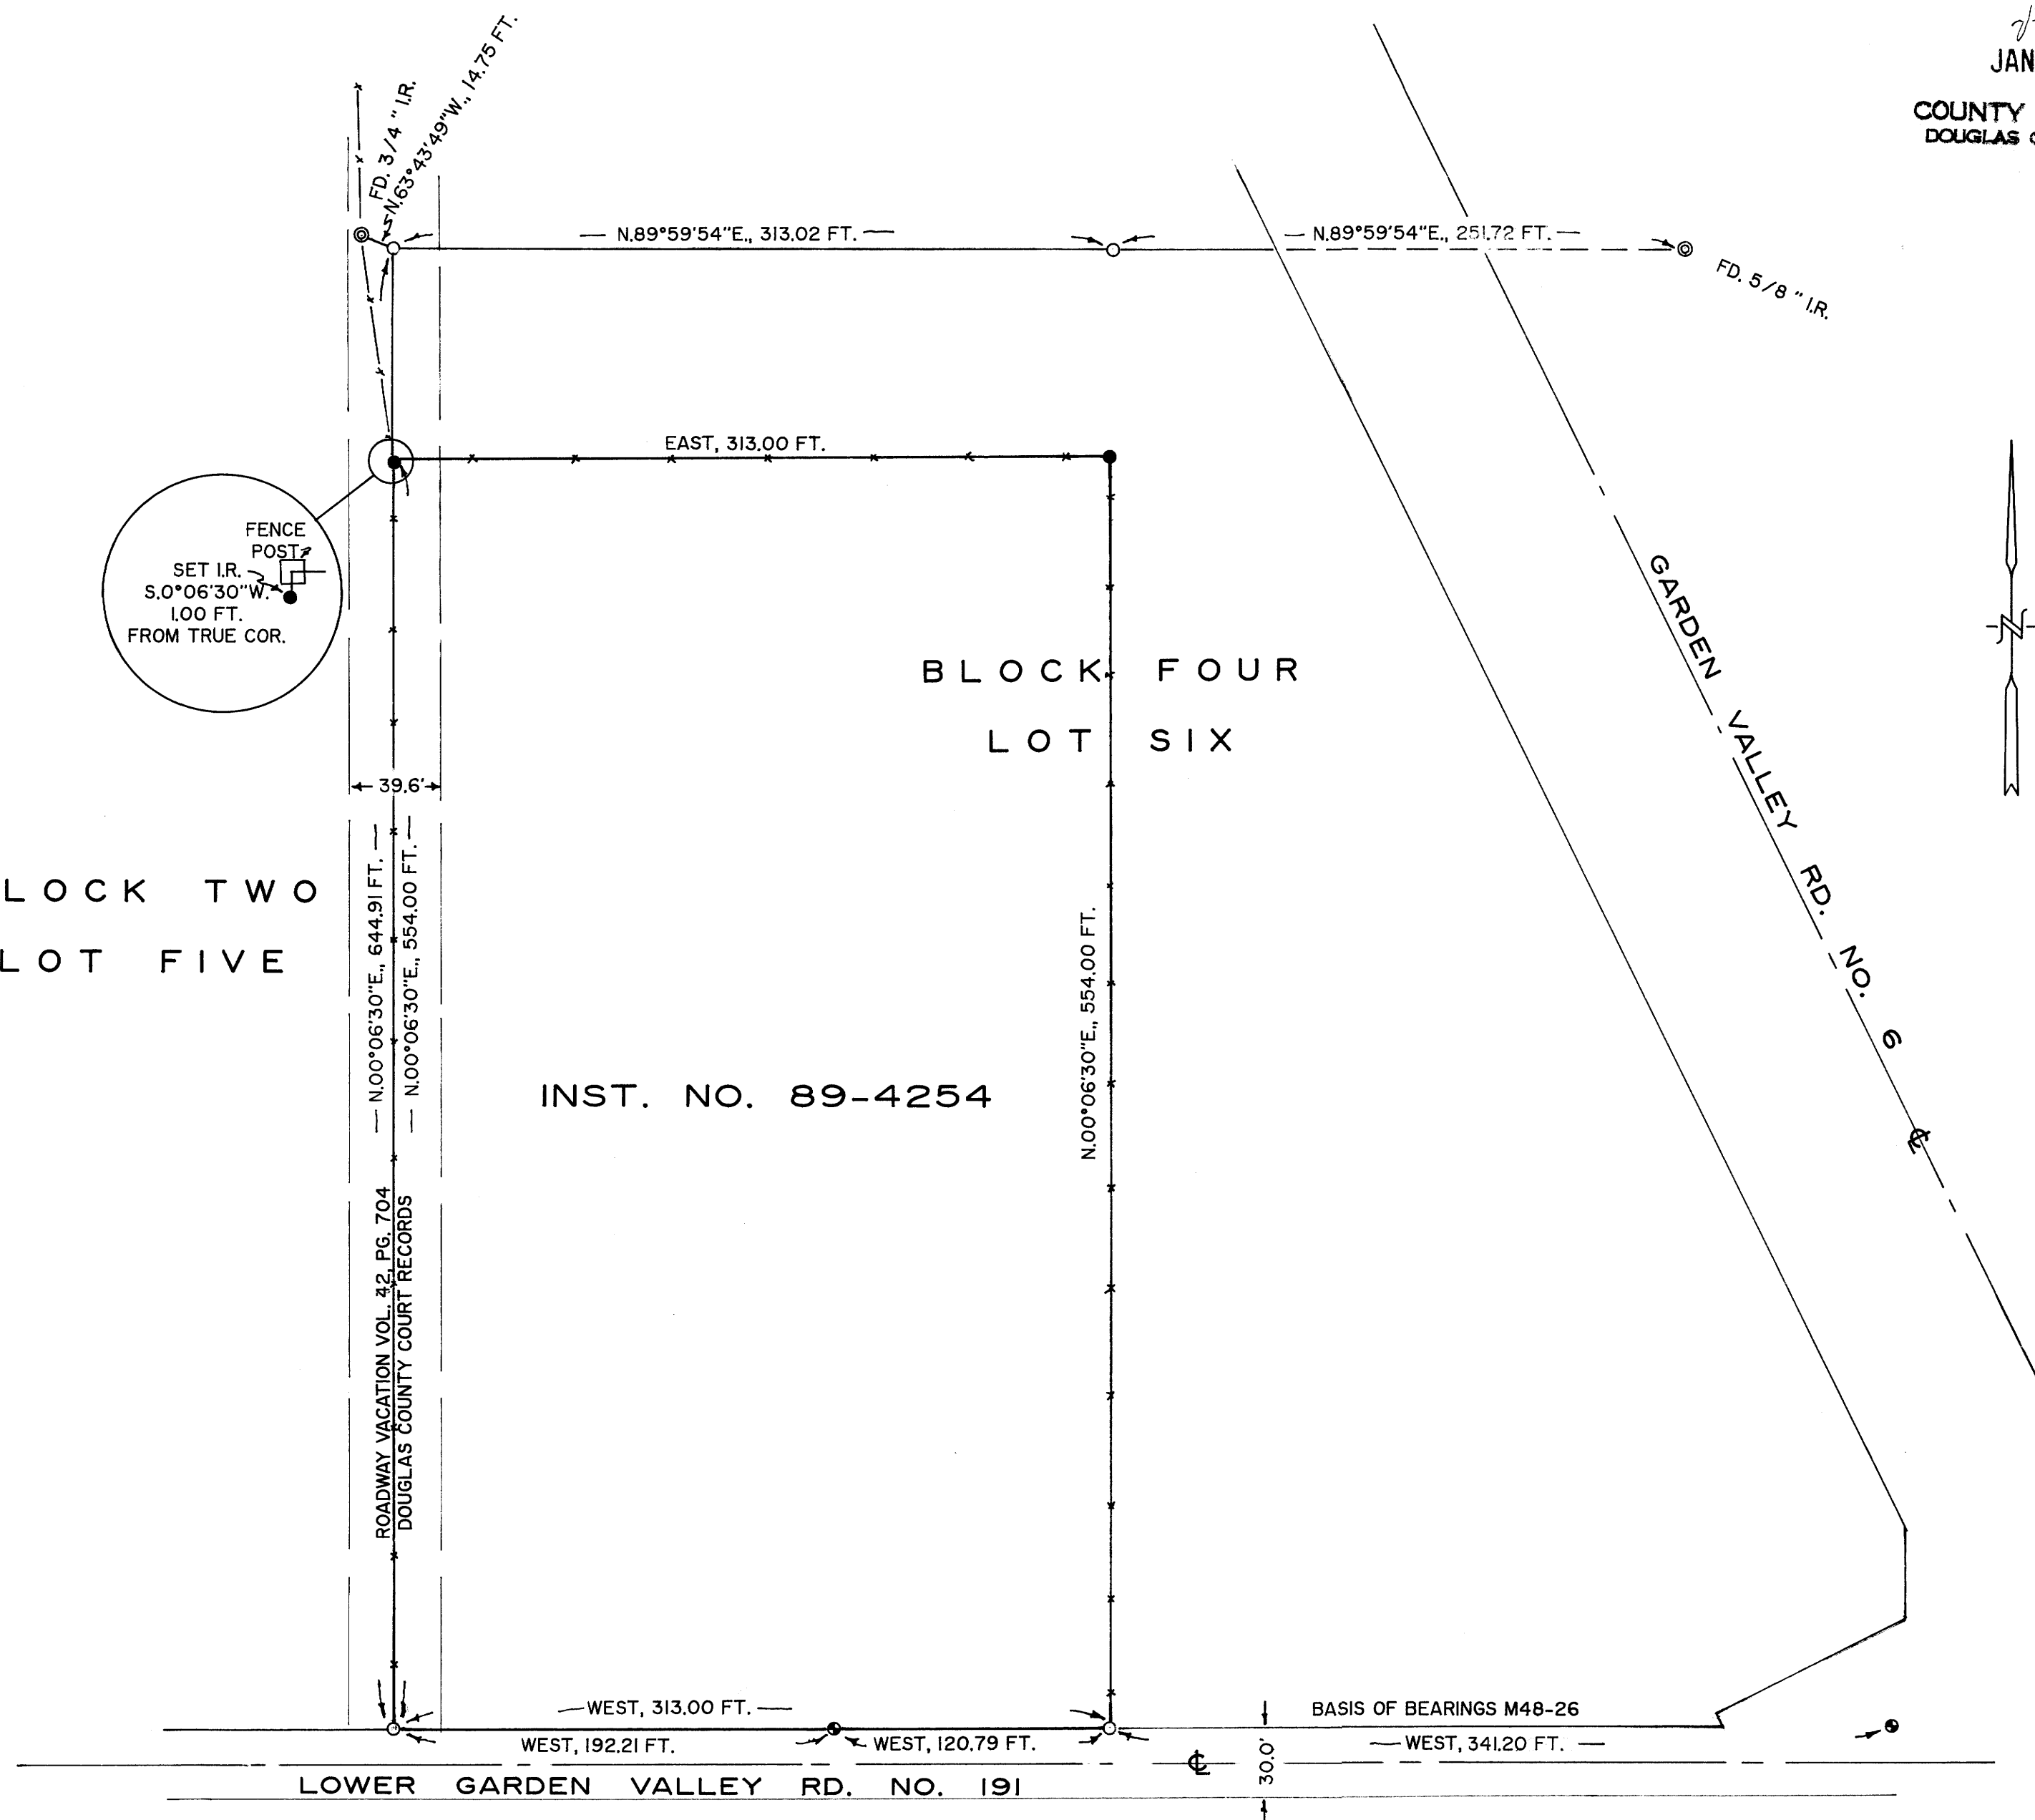 JAN
COUNTY
DOUGLAS
FD. 3/4" I.R.
N.63°43'49"W., 14.75 FT.
N.89°59'54"E., 313.02 FT.
N.89°59'54"E., 251.72 FT.
FD. 5/8" I.R.
EAST, 313.00 FT.
FENCE
POST
SET I.R.
S.0°06'30"W.
1.00 FT.
FROM TRUE COR.
BLOCK FOUR
LOT SIX
GARDEN VALLEY RD. NO. 6
N
39.6'
LOCK TWO
LOT FIVE
N.00°06'30"E., 644.91 FT.
N.00°06'30"E., 554.00 FT.
N.00°06'30"E., 554.00 FT.
INST. NO. 89-4254
℄
ROADWAY VACATION VOL. 42, PG. 704
DOUGLAS COUNTY COURT RECORDS
WEST, 313.00 FT.
BASIS OF BEARINGS M48-26
WEST, 192.21 FT.
WEST, 120.79 FT.
WEST, 341.20 FT.
℄
30.0'
LOWER GARDEN VALLEY RD. NO. 191